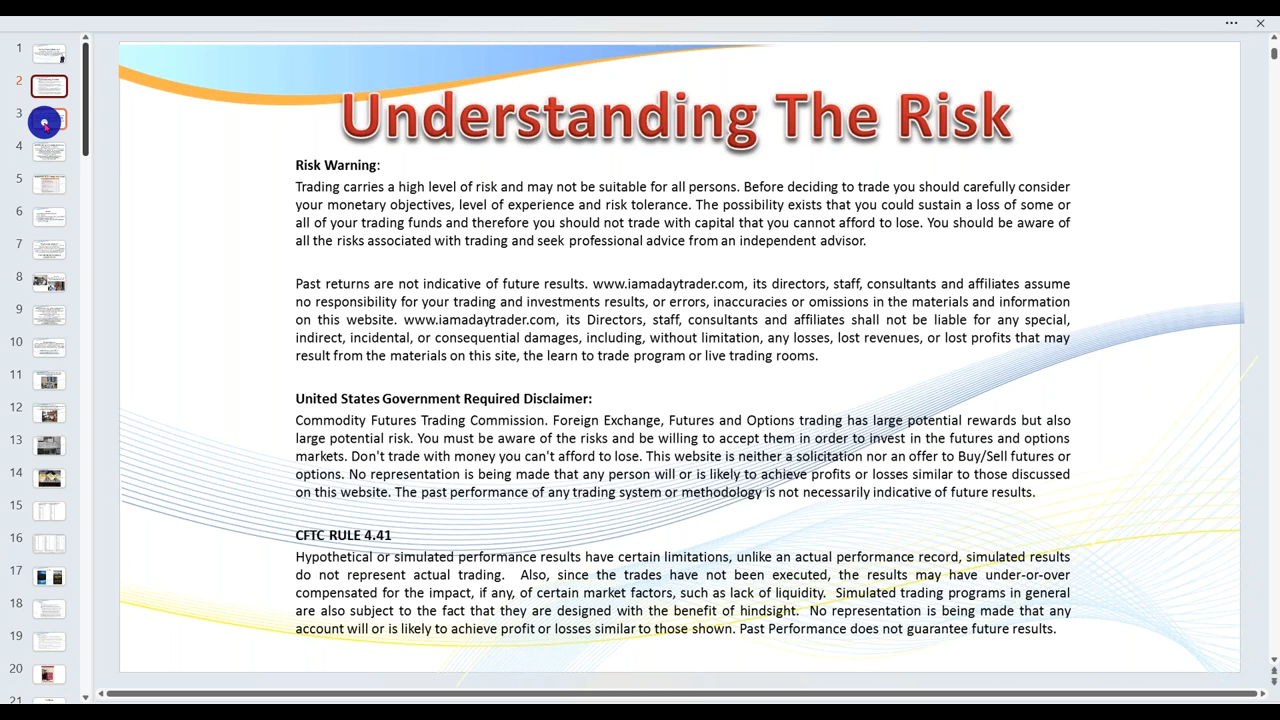 Understanding The Risk
Risk Warning:
Trading carries a high level of risk and may not be suitable for all persons. Before deciding to trade you should carefully consider
your monetary objectives, level of experience and risk tolerance. The possibility exists that you could sustain a loss of some or
all of your trading funds and therefore you should not trade with capital that you cannot afford to lose. You should be aware of
all the risks associated with trading and seek professional advice from an independent advisor.
Past returns are not indicative of future results. www.iamadaytrader.com, its directors, staff, consultants and affiliates assume
no responsibility for your trading and investments results, or errors, inaccuracies or omissions in the materials and information
on this website. www.iamadaytrader.com, its Directors, staff, consultants and affiliates shall not be liable for any special,
indirect, incidental, or consequential damages, including, without limitation, any losses, lost revenues, or lost profits that may
result from the materials on this site, the learn to trade program or live trading rooms.
United States Government Required Disclaimer:
Commodity Futures Trading Commission. Foreign Exchange, Futures and Options trading has large potential rewards but also
large potential risk. You must be aware of the risks and be willing to accept them in order to invest in the futures and options
markets. Don't trade with money you can't afford to lose. This website is neither a solicitation nor an offer to Buy/Sell futures or
options. No representation is being made that any person will or is likely to achieve profits or losses similar to those discussed
on this website. The past performance of any trading system or methodology is not necessarily indicative of future results.
CFTC RULE 4.41
Hypothetical or simulated performance results have certain limitations, unlike an actual performance record, simulated results
do not represent actual trading. Also, since the trades have not been executed, the results may have under-or-over
compensated for the impact, if any, of certain market factors, such as lack of liquidity. Simulated trading programs in general
are also subject to the fact that they are designed with the benefit of hindsight. No representation is being made that any
account will or is likely to achieve profit or losses similar to those shown. Past Performance does not guarantee future results.
1
2
4
5
8
9
10
11
12
13
14
16
17
19
20
21